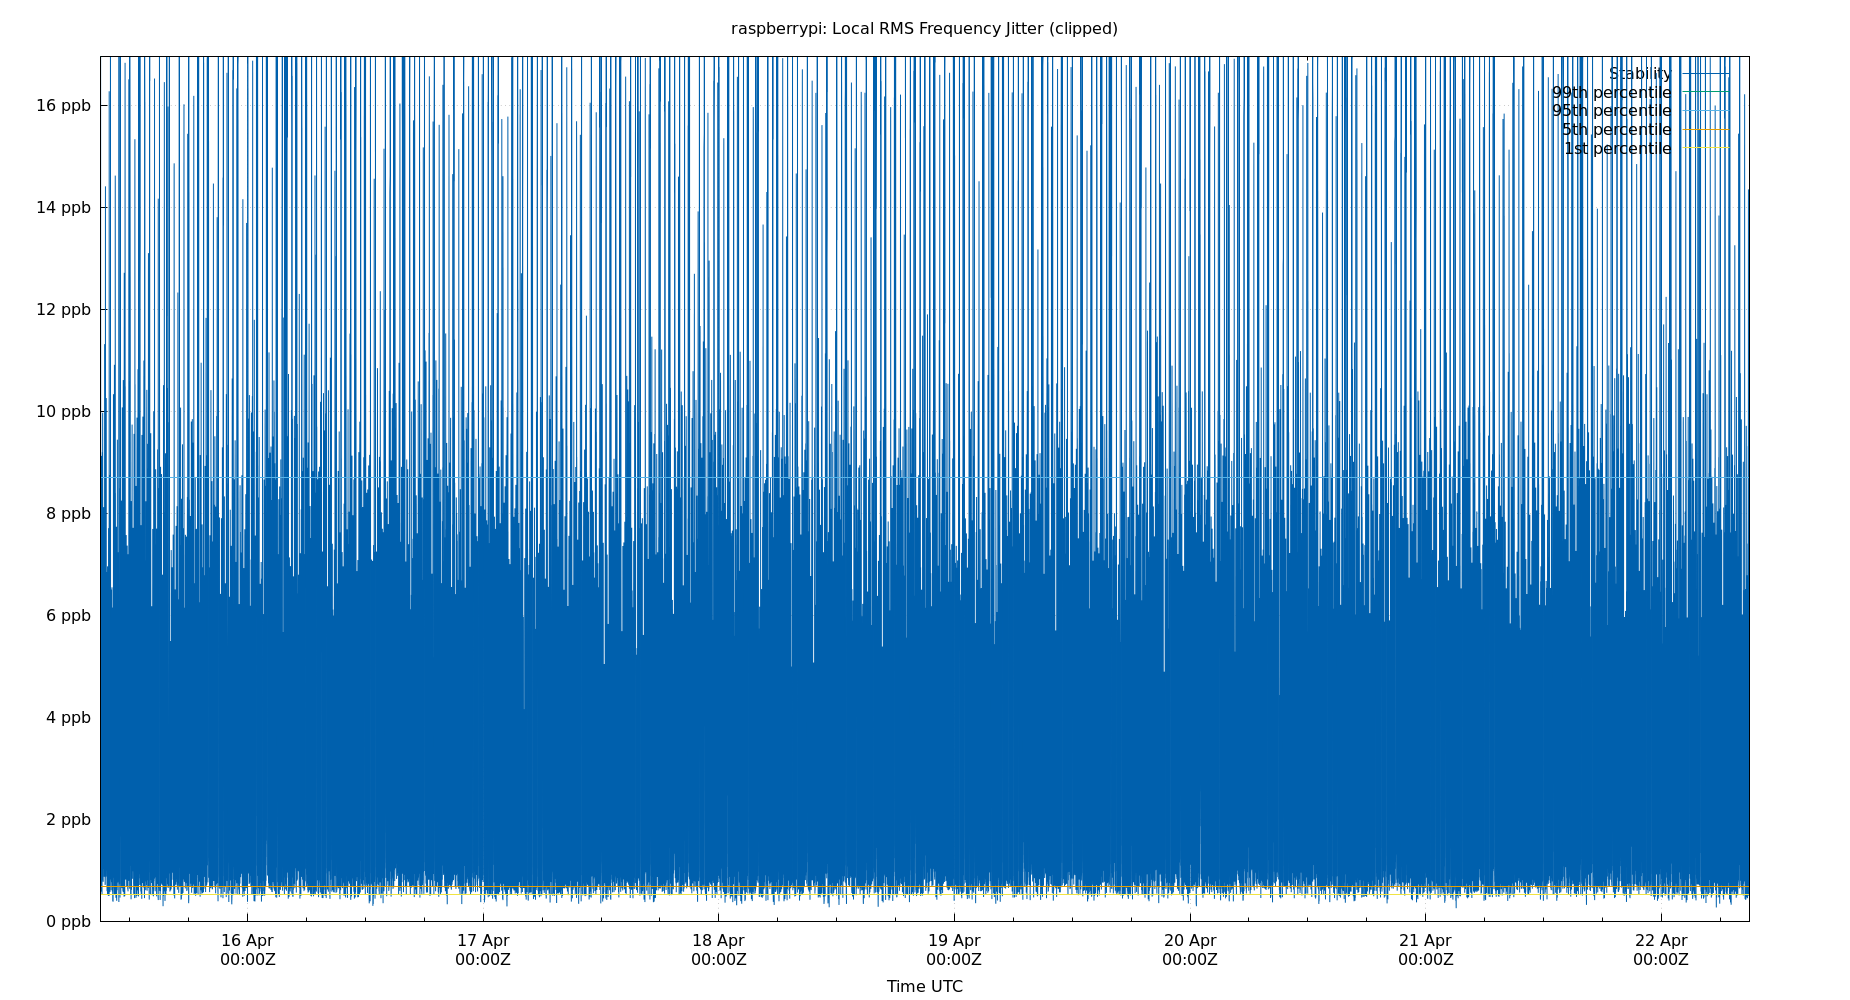 raspberrypi: Local RMS Frequency Jitter (clipped)
Stability
99th percentile
95th percentile
5th percentile
1st percentile
16 ppb
14 ppb
12 ppb
10 ppb
8 ppb
6 ppb
4 ppb
2 ppb
0 ppb
16 Apr 17 Apr 18 Apr 19 Apr 20 Apr 21 Apr 22 Apr
00:00Z 00:00Z 00:00Z 00:00Z 00:00Z 00:00Z 00:00Z
Time UTC